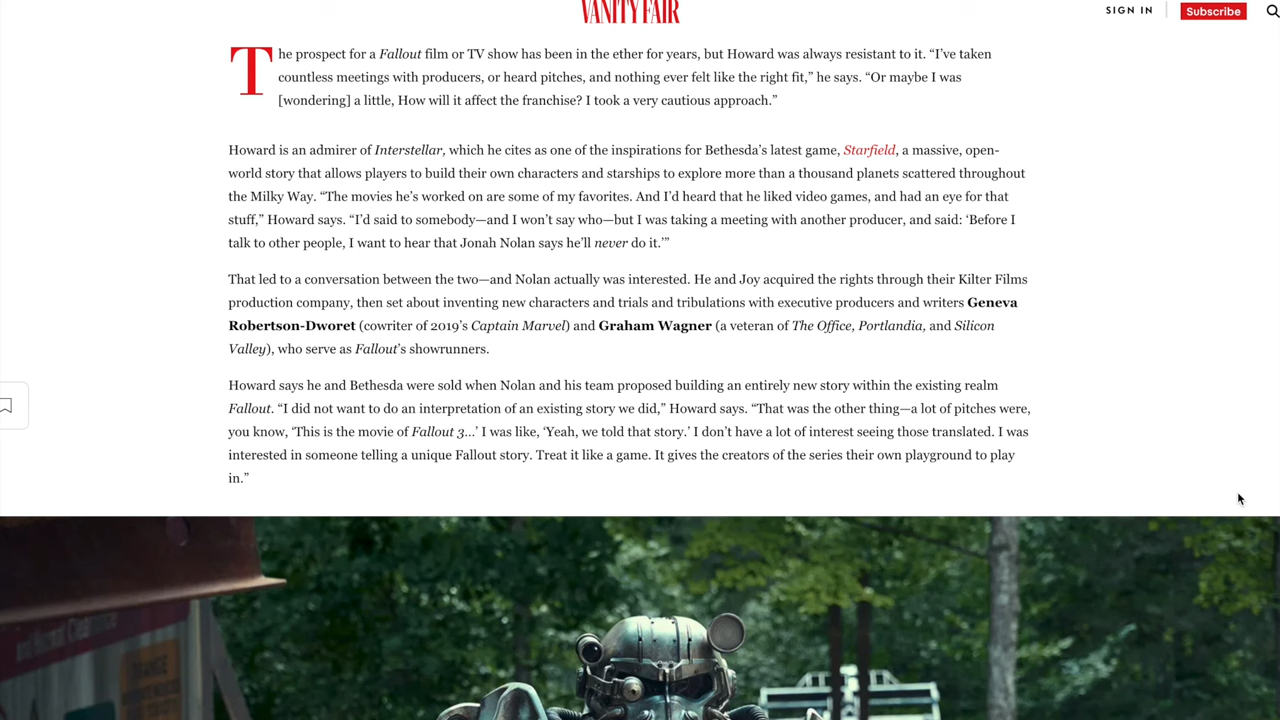 VANITY FAIR
SIGN IN
Subscribe
The prospect for a Fallout film or TV show has been in the ether for years, but Howard was always resistant to it. “I’ve taken
countless meetings with producers, or heard pitches, and nothing ever felt like the right fit,” he says. “Or maybe I was
[wondering] a little, How will it affect the franchise? I took a very cautious approach.”
Howard is an admirer of Interstellar, which he cites as one of the inspirations for Bethesda’s latest game, Starfield, a massive, open-
world story that allows players to build their own characters and starships to explore more than a thousand planets scattered throughout
the Milky Way. “The movies he’s worked on are some of my favorites. And I’d heard that he liked video games, and had an eye for that
stuff,” Howard says. “I’d said to somebody—and I won’t say who—but I was taking a meeting with another producer, and said: ‘Before I
talk to other people, I want to hear that Jonah Nolan says he’ll never do it.’”
That led to a conversation between the two—and Nolan actually was interested. He and Joy acquired the rights through their Kilter Films
production company, then set about inventing new characters and trials and tribulations with executive producers and writers Geneva
Robertson-Dworet (cowriter of 2019’s Captain Marvel) and Graham Wagner (a veteran of The Office, Portlandia, and Silicon
Valley), who serve as Fallout’s showrunners.
Howard says he and Bethesda were sold when Nolan and his team proposed building an entirely new story within the existing realm
Fallout. “I did not want to do an interpretation of an existing story we did,” Howard says. “That was the other thing—a lot of pitches were,
you know, ‘This is the movie of Fallout 3...’ I was like, ‘Yeah, we told that story.’ I don’t have a lot of interest seeing those translated. I was
interested in someone telling a unique Fallout story. Treat it like a game. It gives the creators of the series their own playground to play
in.”